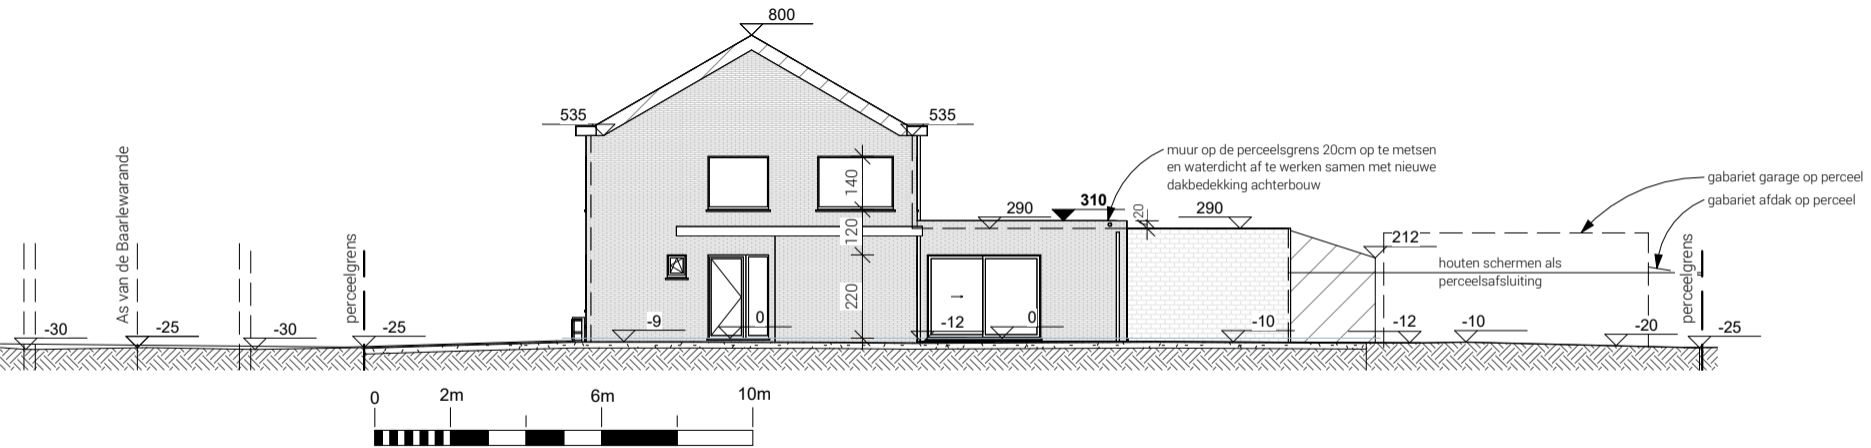 800
535
535
muur op de perceelsgrens 20cm op te metsen
en waterdicht af te werken samen met nieuwe
dakbedekking achterbouw
gabariet garage op perceel
gabariet afdak op perceel
As van de Baarlewarande
perceelgrens
140
120
220
290
310
20
290
212
houten schermen als
perceelsafsluiting
perceelgrens
-30
-25
-30
-25
-9
0
-12
0
-10
-12
-10
-20
-25
0
2m
6m
10m